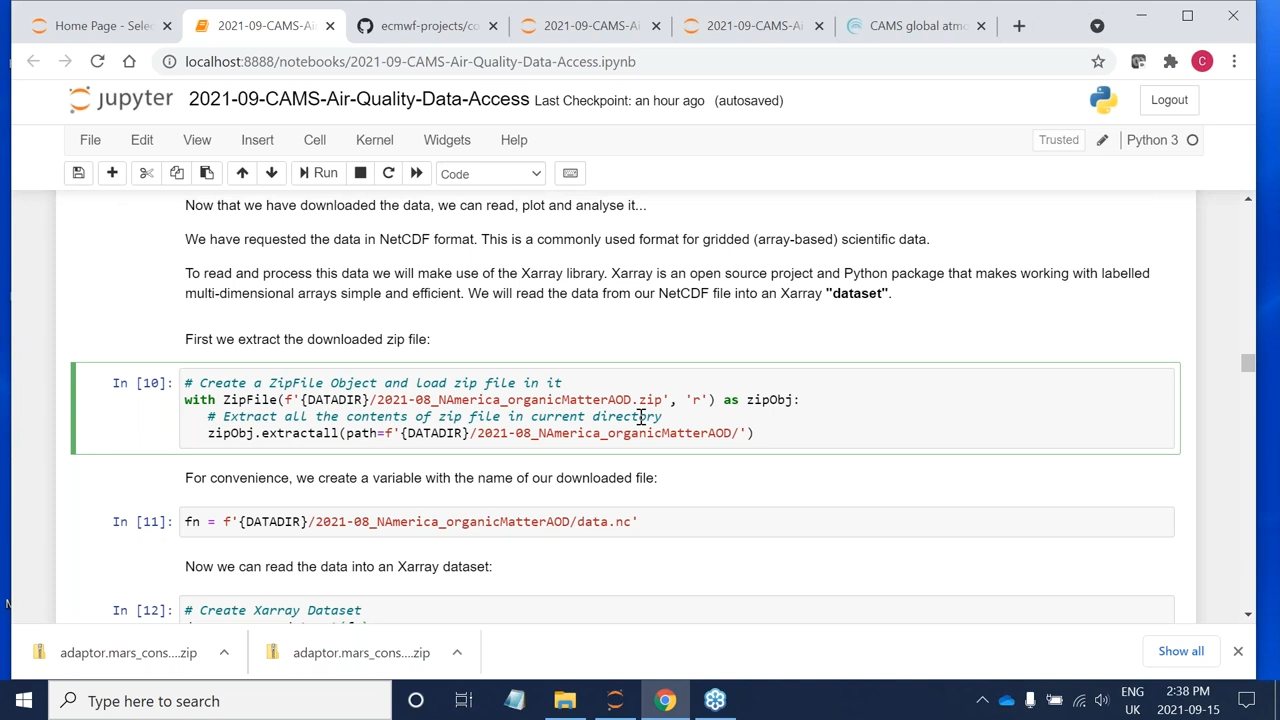 Home Page - Selec
2021-09-CAMS-Ai
ecmwf-projects/co
2021-09-CAMS-Ai
2021-09-CAMS-Ai
CAMS global atmo
localhost:8888/notebooks/2021-09-CAMS-Air-Quality-Data-Access.ipynb
C
jupyter 2021-09-CAMS-Air-Quality-Data-Access Last Checkpoint: an hour ago (autosaved)
Logout
File Edit View Insert Cell Kernel Widgets Help
Trusted
Python 3
Run
Code
Now that we have downloaded the data, we can read, plot and analyse it...
We have requested the data in NetCDF format. This is a commonly used format for gridded (array-based) scientific data.
To read and process this data we will make use of the Xarray library. Xarray is an open source project and Python package that makes working with labelled
multi-dimensional arrays simple and efficient. We will read the data from our NetCDF file into an Xarray "dataset".
First we extract the downloaded zip file:
In [10]: # Create a ZipFile Object and load zip file in it
with ZipFile(f'{DATADIR}/2021-08_NAmerica_organicMatterAOD.zip', 'r') as zipObj:
# Extract all the contents of zip file in current directory
zipObj.extractall(path=f'{DATADIR}/2021-08_NAmerica_organicMatterAOD/')
For convenience, we create a variable with the name of our downloaded file:
In [11]: fn = f'{DATADIR}/2021-08_NAmerica_organicMatterAOD/data.nc'
Now we can read the data into an Xarray dataset:
In [12]: # Create Xarray Dataset
adaptor.mars_cons....zip
adaptor.mars_cons....zip
Show all
Type here to search
ENG
UK
2:38 PM
2021-09-15